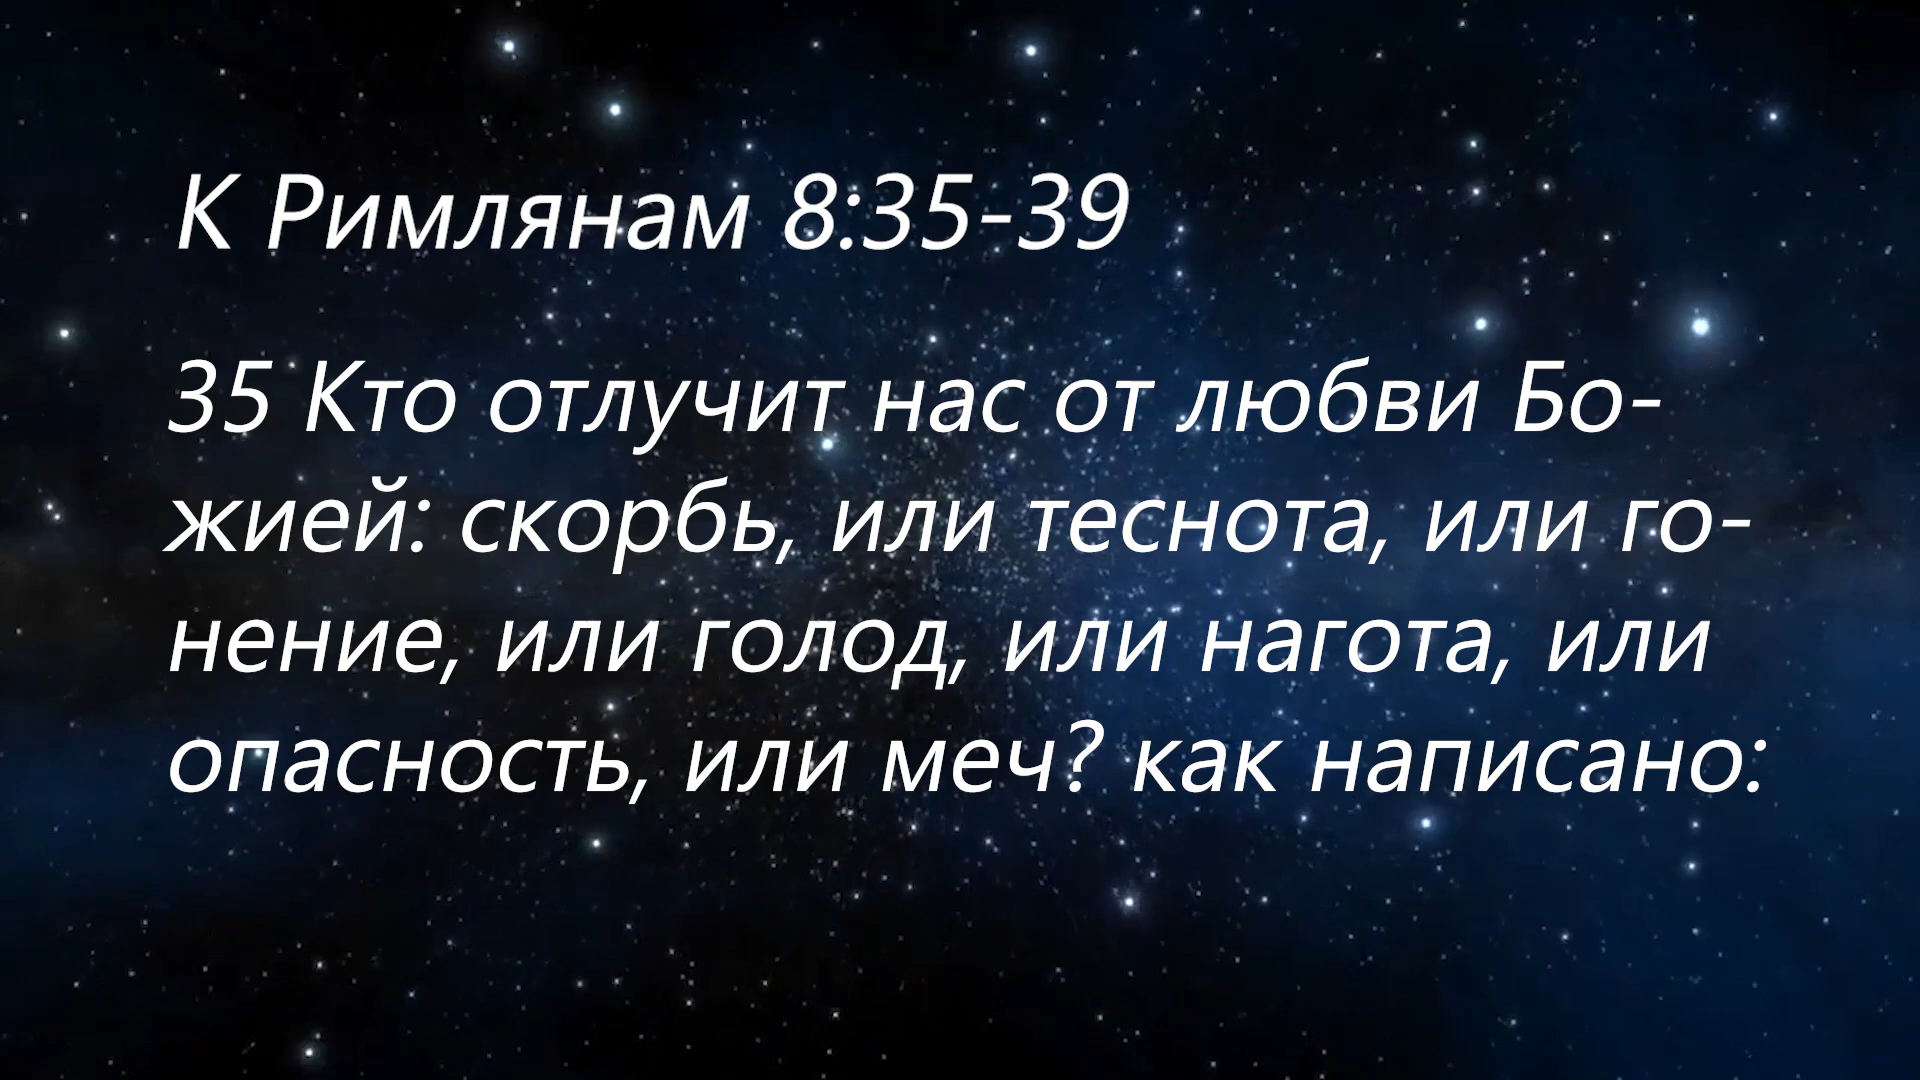 К Римлянам 8:35-39
35 Кто отлучит нас от любви Бо-
жией: скорбь, или теснота, или го-
нение, или голод, или нагота, или
опасность, или меч? как написано: